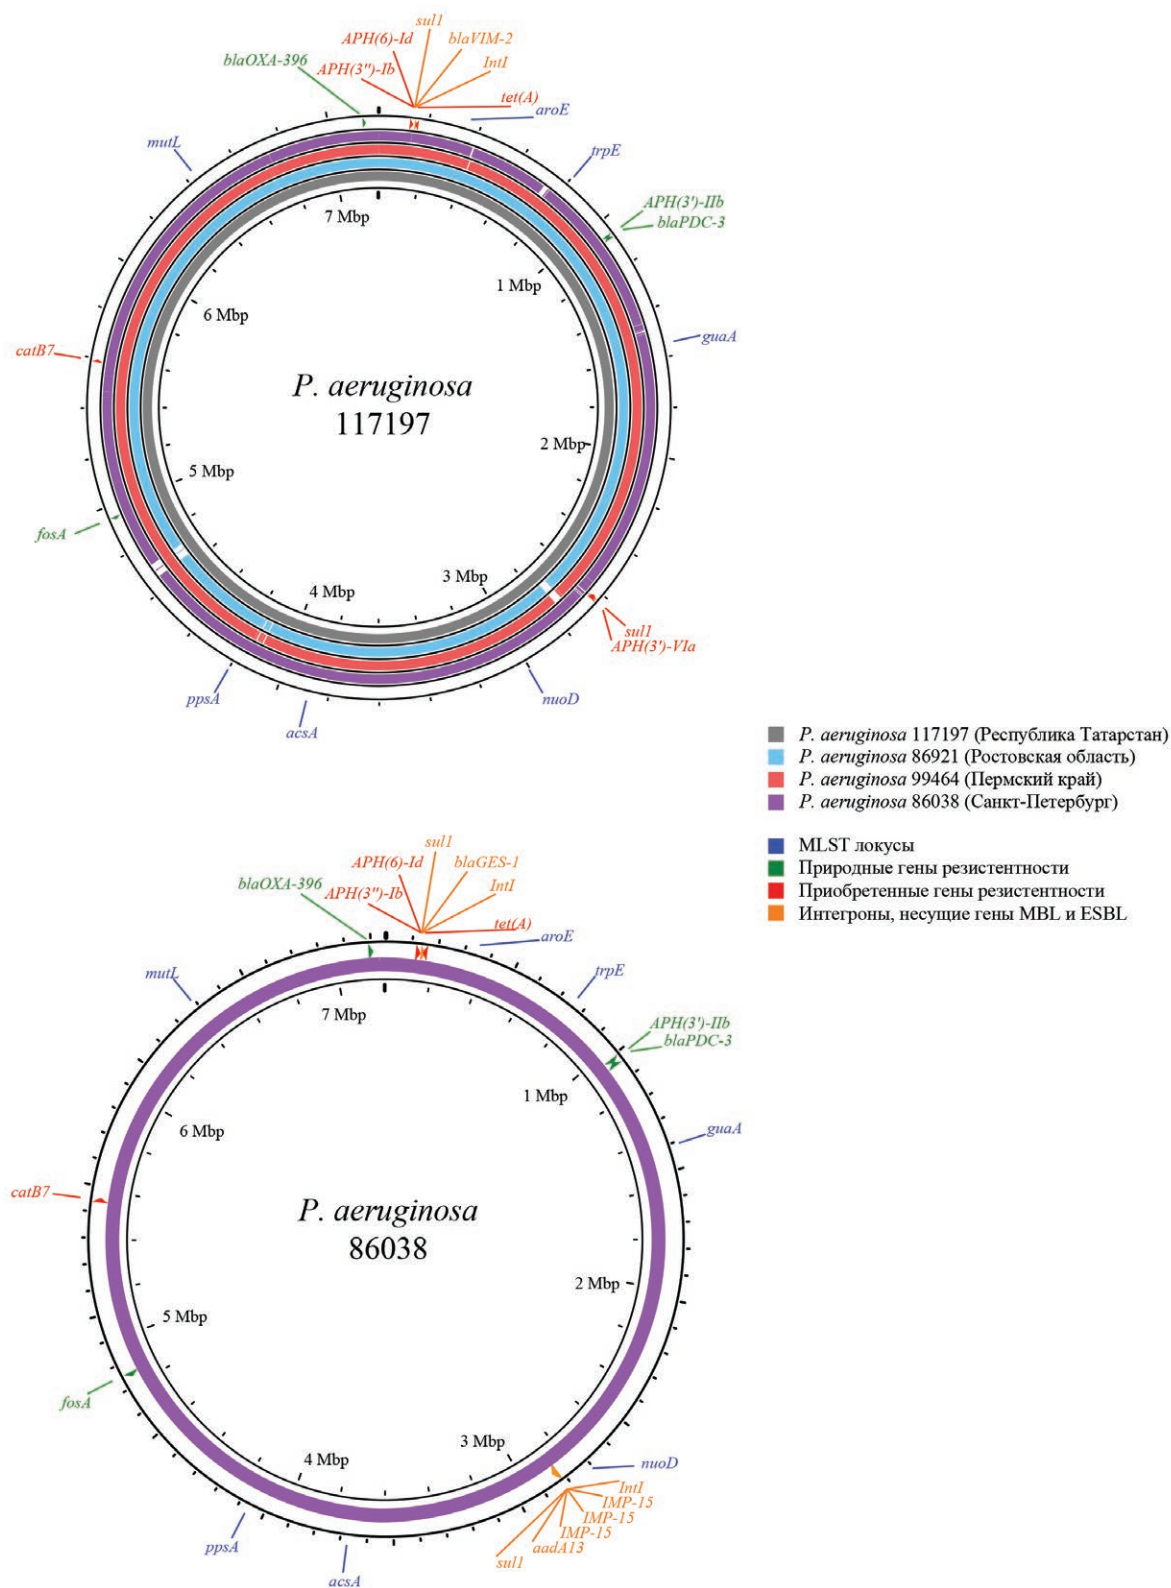 sul1
APH(6)-Id
blaVIM-2
blaOXA-396
IntI
APH(3")-Ib
tet(A)
aroE
mutL
trpE
APH(3')-IIb
blaPDC-3
7 Mbp
1 Mbp
6 Mbp
guaA
catB7
P. aeruginosa
117197
2 Mbp
5 Mbp
fosA
3 Mbp
4 Mbp
sul1
APH(3')-VIa
ppsA
nuoD
acsA
P. aeruginosa 117197 (Республика Татарстан)
P. aeruginosa 86921 (Ростовская область)
P. aeruginosa 99464 (Пермский край)
P. aeruginosa 86038 (Санкт-Петербург)
MLST локусы
Природные гены резистентности
Приобретенные гены резистентности
Интегроны, несущие гены MBL и ESBL
sul1
APH(6)-Id
blaGES-1
blaOXA-396
IntI
APH(3")-Ib
tet(A)
aroE
mutL
trpE
APH(3')-IIb
blaPDC-3
7 Mbp
1 Mbp
6 Mbp
guaA
catB7
P. aeruginosa
86038
2 Mbp
5 Mbp
fosA
3 Mbp
4 Mbp
nuoD
IntI
IMP-15
IMP-15
IMP-15
aadA13
sul1
ppsA
acsA